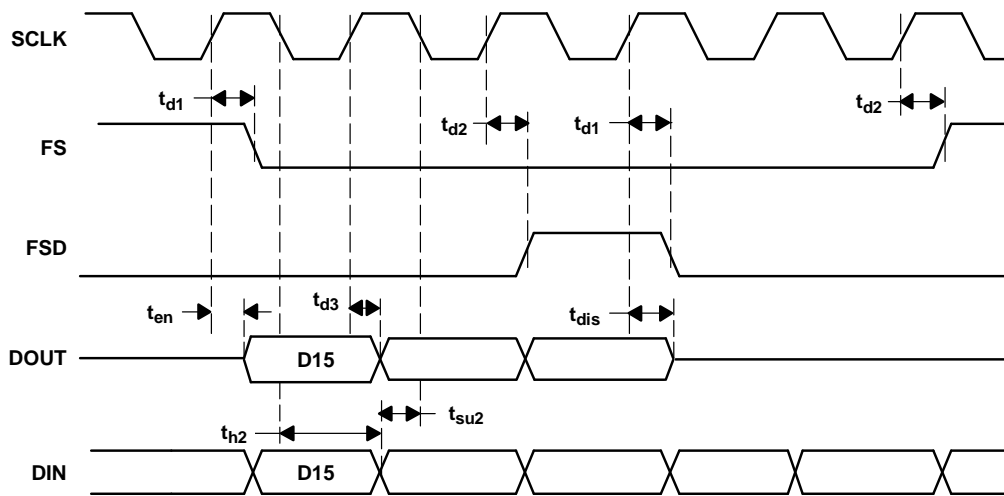 SCLK
td1
td2
td1
td2
FS
FSD
ten
td3
tdis
DOUT
D15
th2
tsu2
DIN
D15